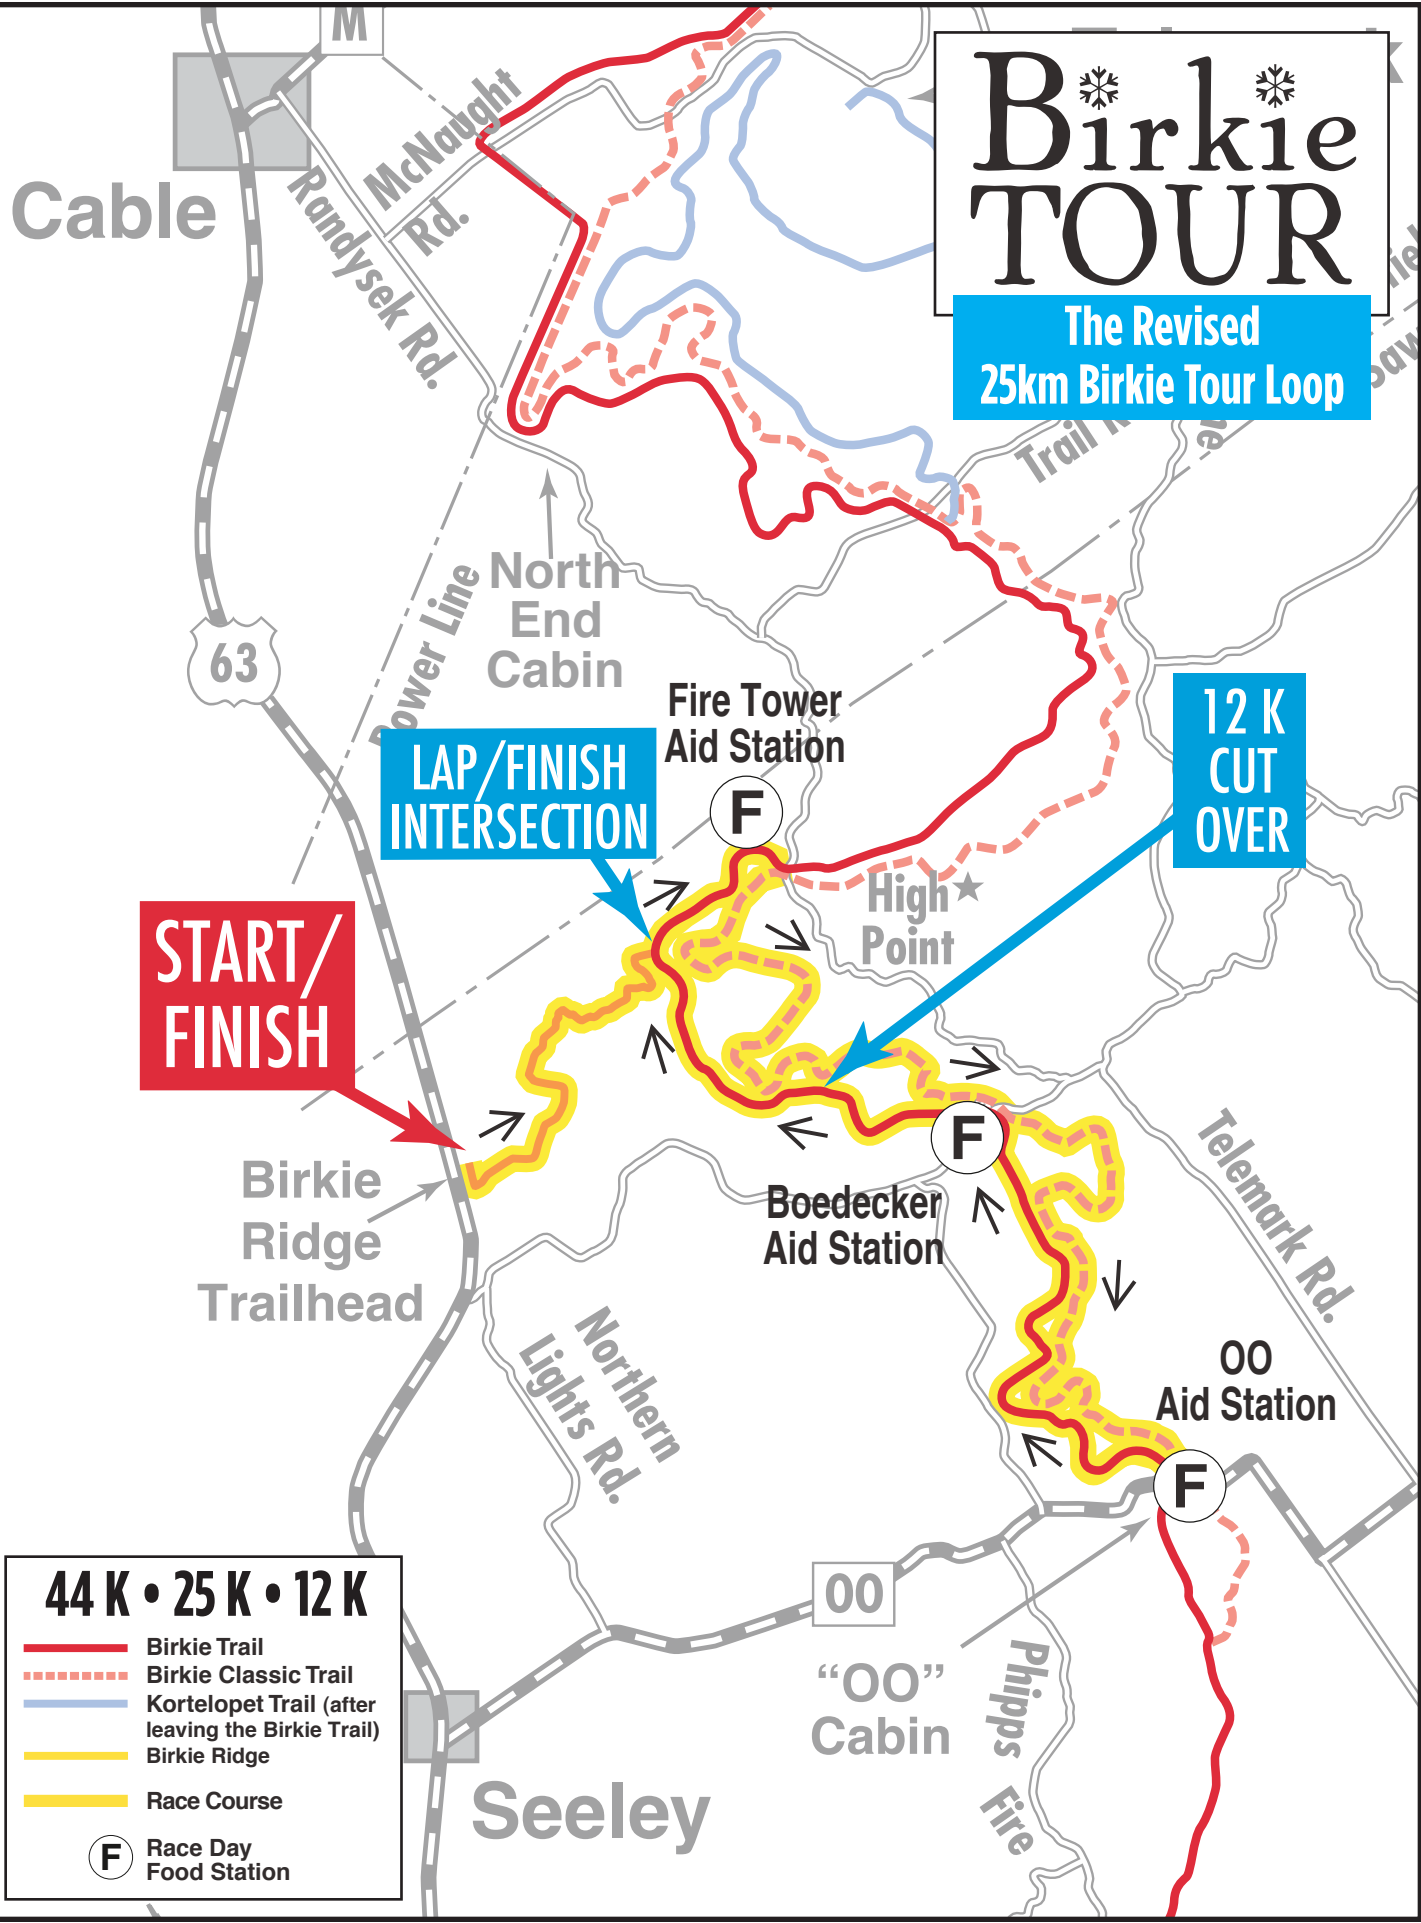 M
Cable
McNaught
Rd.
Randysek Rd.
Birkie
TOUR
The Revised
25km Birkie Tour Loop
Trail
North
End
Cabin
Power Line
63
Fire Tower
Aid Station
F
LAP/FINISH
INTERSECTION
12 K
CUT
OVER
High
Point
START/
FINISH
Birkie
Ridge
Trailhead
F
Boedecker
Aid Station
Telemark Rd.
Northern
Lights Rd.
OO
Aid Station
F
OO
"OO"
Cabin
Phipps
Fire
Seeley
44 K • 25 K • 12 K
Birkie Trail
Birkie Classic Trail
Kortelopet Trail (after
leaving the Birkie Trail)
Birkie Ridge
Race Course
F
Race Day
Food Station